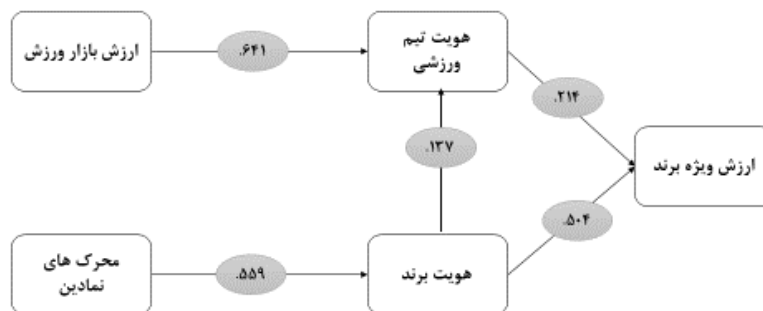 ارزش بازار ورزش
.۶۴۱
هویت تیم
ورزشی
.۲۱۴
.۱۳۷
ارزش ویژه برند
.۵۰۴
محرک های
نمادین
.۵۵۹
هویت برند